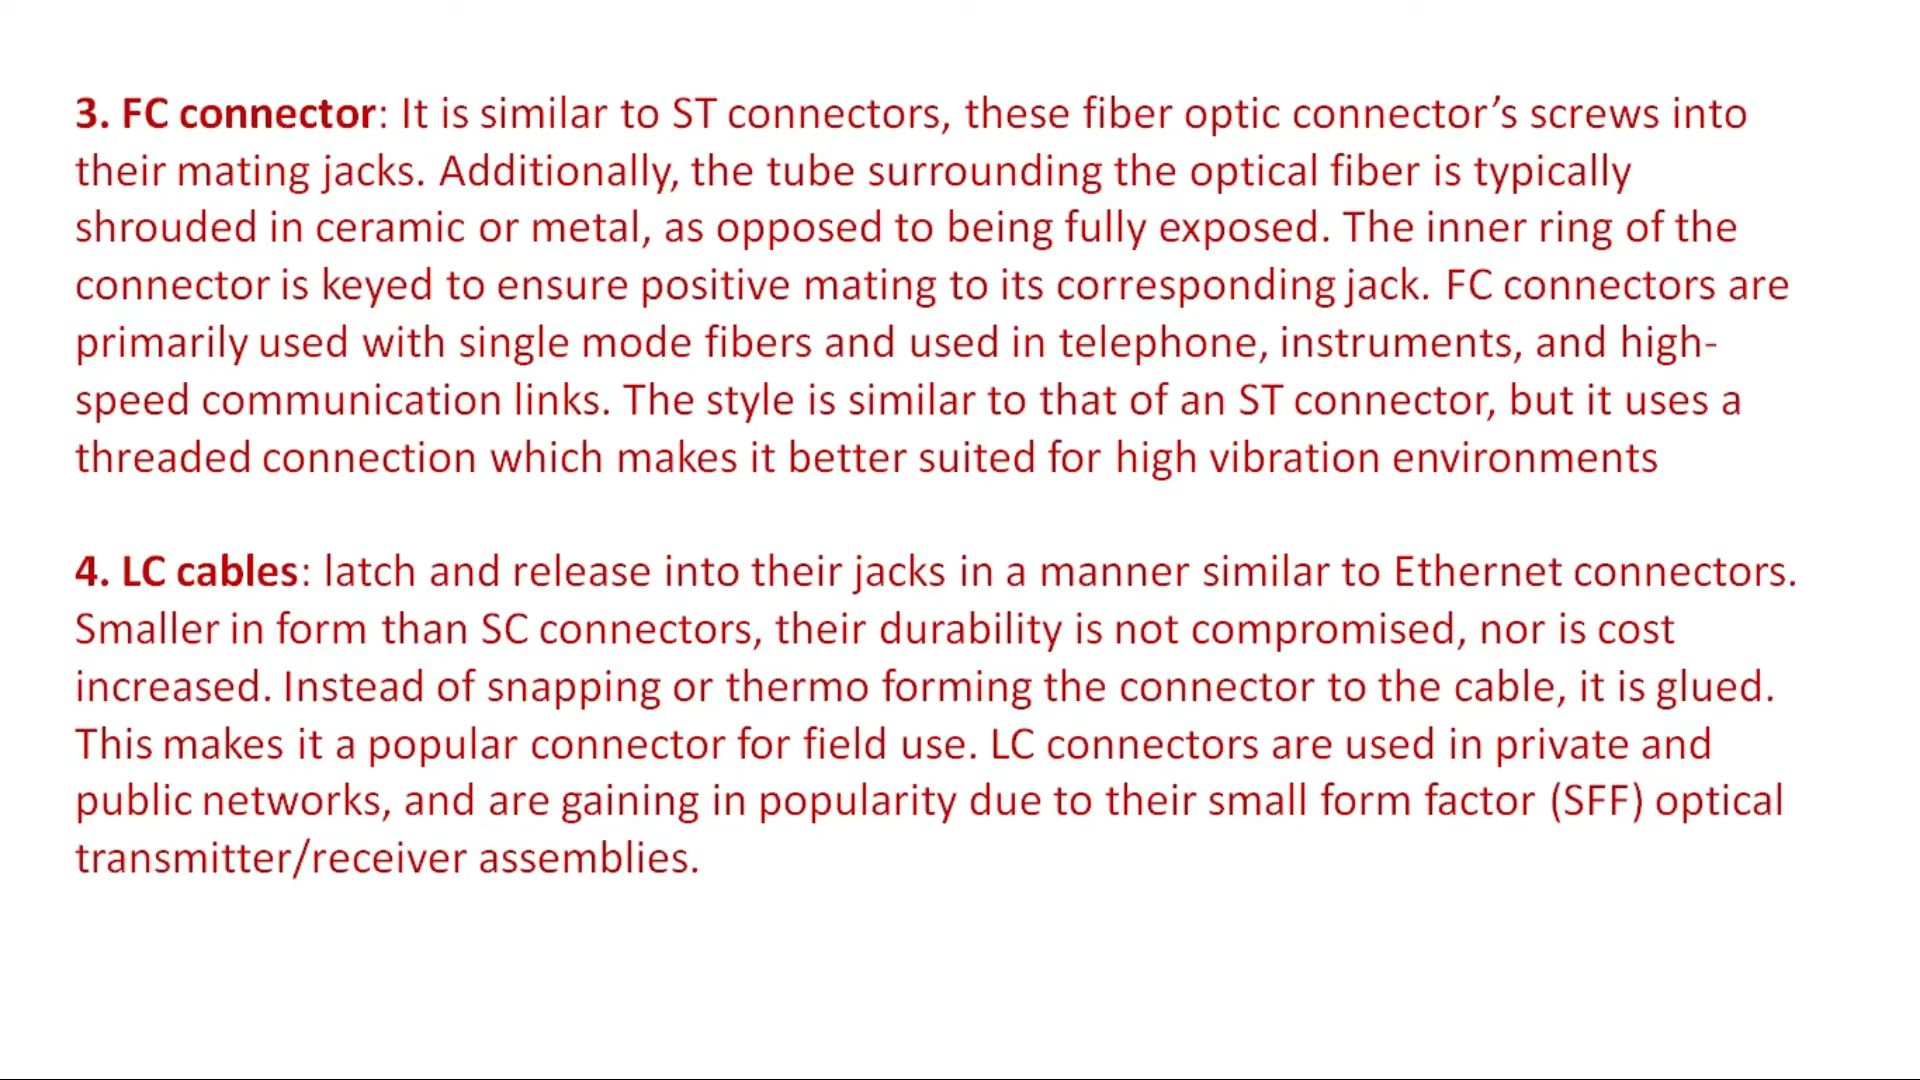 3. FC connector: It is similar to ST connectors, these fiber optic connector’s screws into
their mating jacks. Additionally, the tube surrounding the optical fiber is typically
shrouded in ceramic or metal, as opposed to being fully exposed. The inner ring of the
connector is keyed to ensure positive mating to its corresponding jack. FC connectors are
primarily used with single mode fibers and used in telephone, instruments, and high-
speed communication links. The style is similar to that of an ST connector, but it uses a
threaded connection which makes it better suited for high vibration environments
4. LC cables: latch and release into their jacks in a manner similar to Ethernet connectors.
Smaller in form than SC connectors, their durability is not compromised, nor is cost
increased. Instead of snapping or thermo forming the connector to the cable, it is glued.
This makes it a popular connector for field use. LC connectors are used in private and
public networks, and are gaining in popularity due to their small form factor (SFF) optical
transmitter/receiver assemblies.